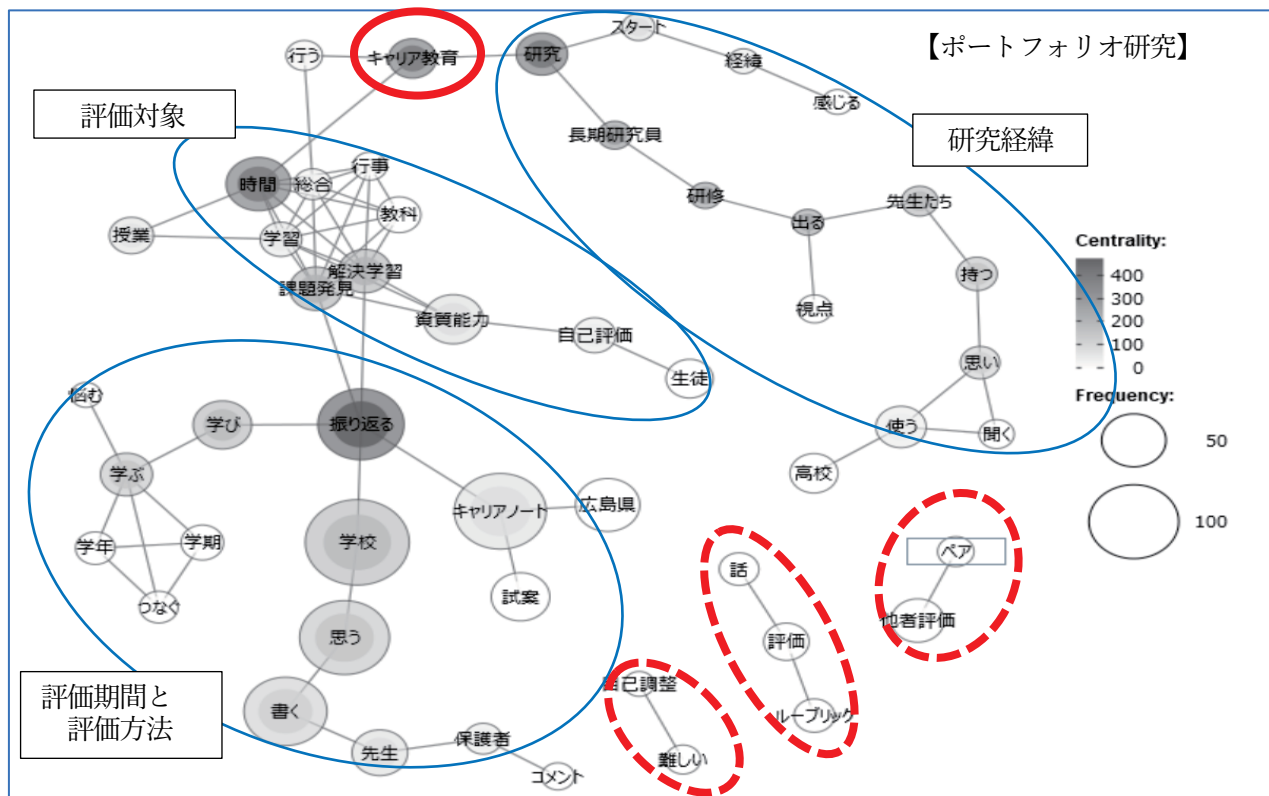 【ポートフォリオ研究】
スタート
行う
キャリア教育
研究
経緯
感じる
評価対象
長期研究員
研究経緯
行事
時間
総合
研修
先生たち
教科
出る
授業
学習
解決学習
課題発見
持つ
視点
資質能力
自己評価
生徒
思い
悩む
学び
振り返る
使う
聞く
高校
学ぶ
キャリアノート
広島県
学年
学期
学校
つなぐ
試案
話
ペア
他者評価
思う
評価
評価期間と
評価方法
書く
先生
保護者
コメント
自己調整
難しい
ルーブリック
Centrality:
400
300
200
100
0
Frequency:
50
100